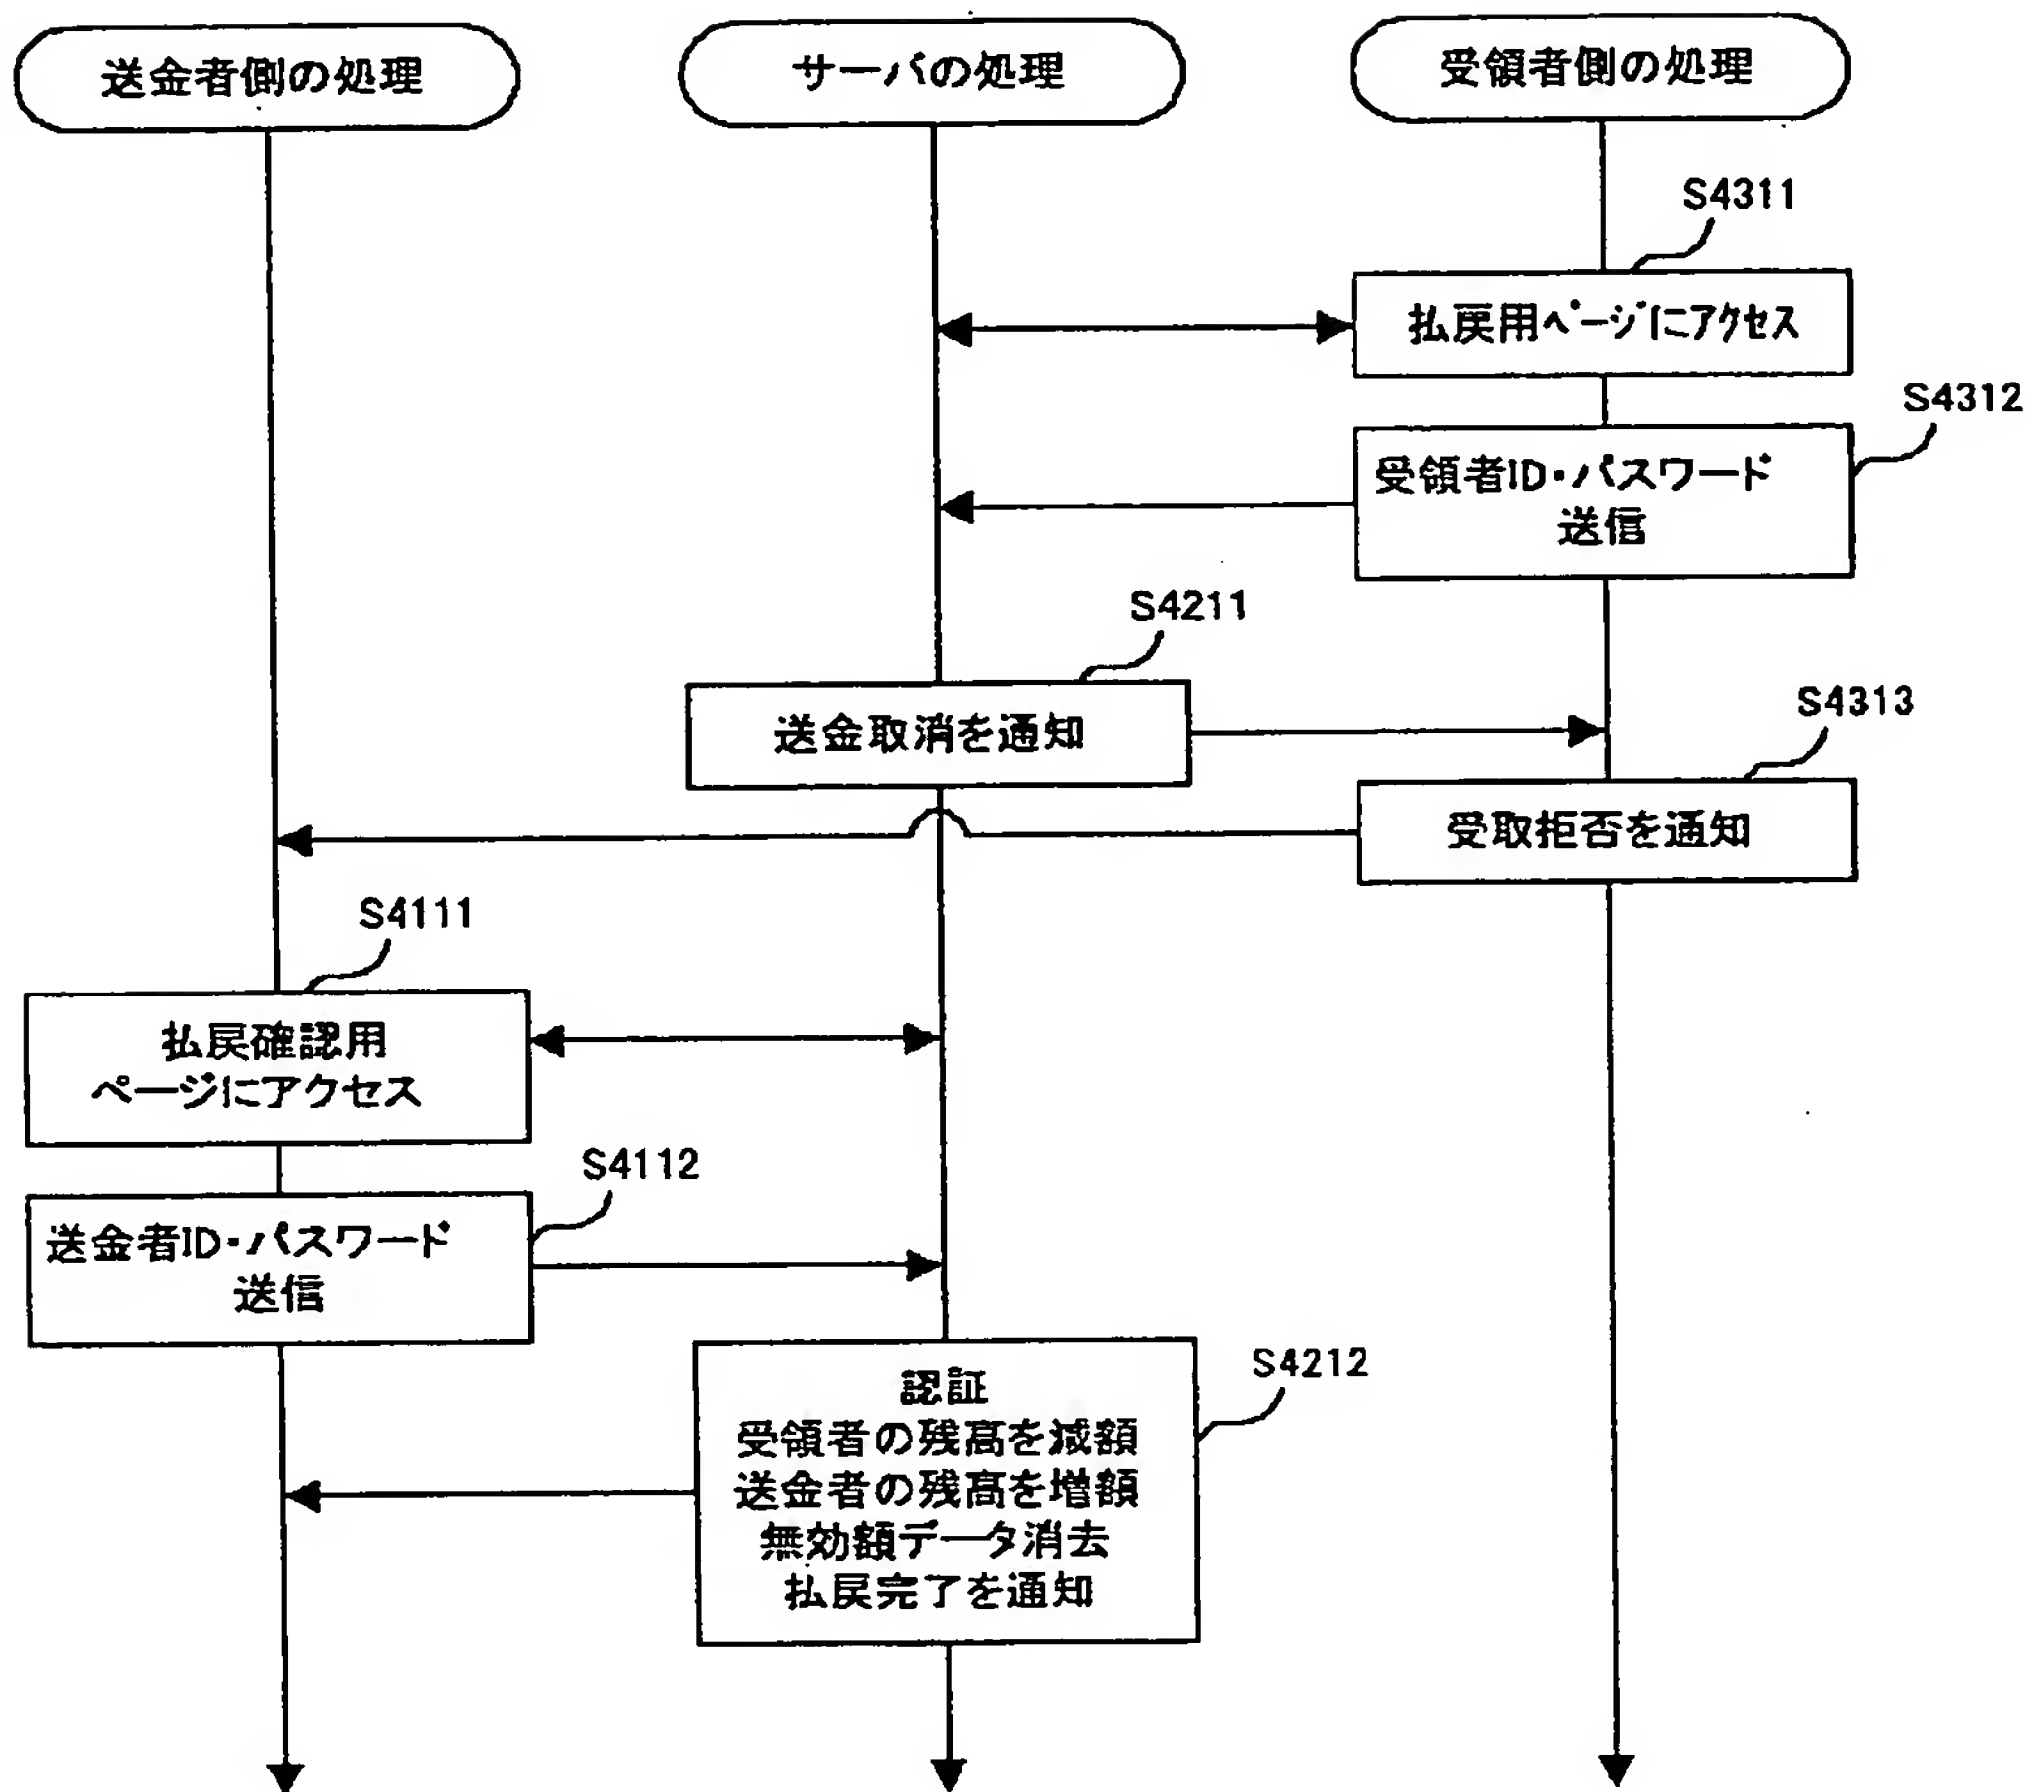 送金者側の処理
サーバの処理
受領者側の処理
S4311
払戻用ページにアクセス
S4312
受領者ID・パスワード
送信
S4211
送金取消を通知
S4313
受取拒否を通知
S4111
払戻確認用
ページにアクセス
S4112
送金者ID・パスワード
送信
S4212
認証
受領者の残高を減額
送金者の残高を増額
無効額データ消去
払戻完了を通知